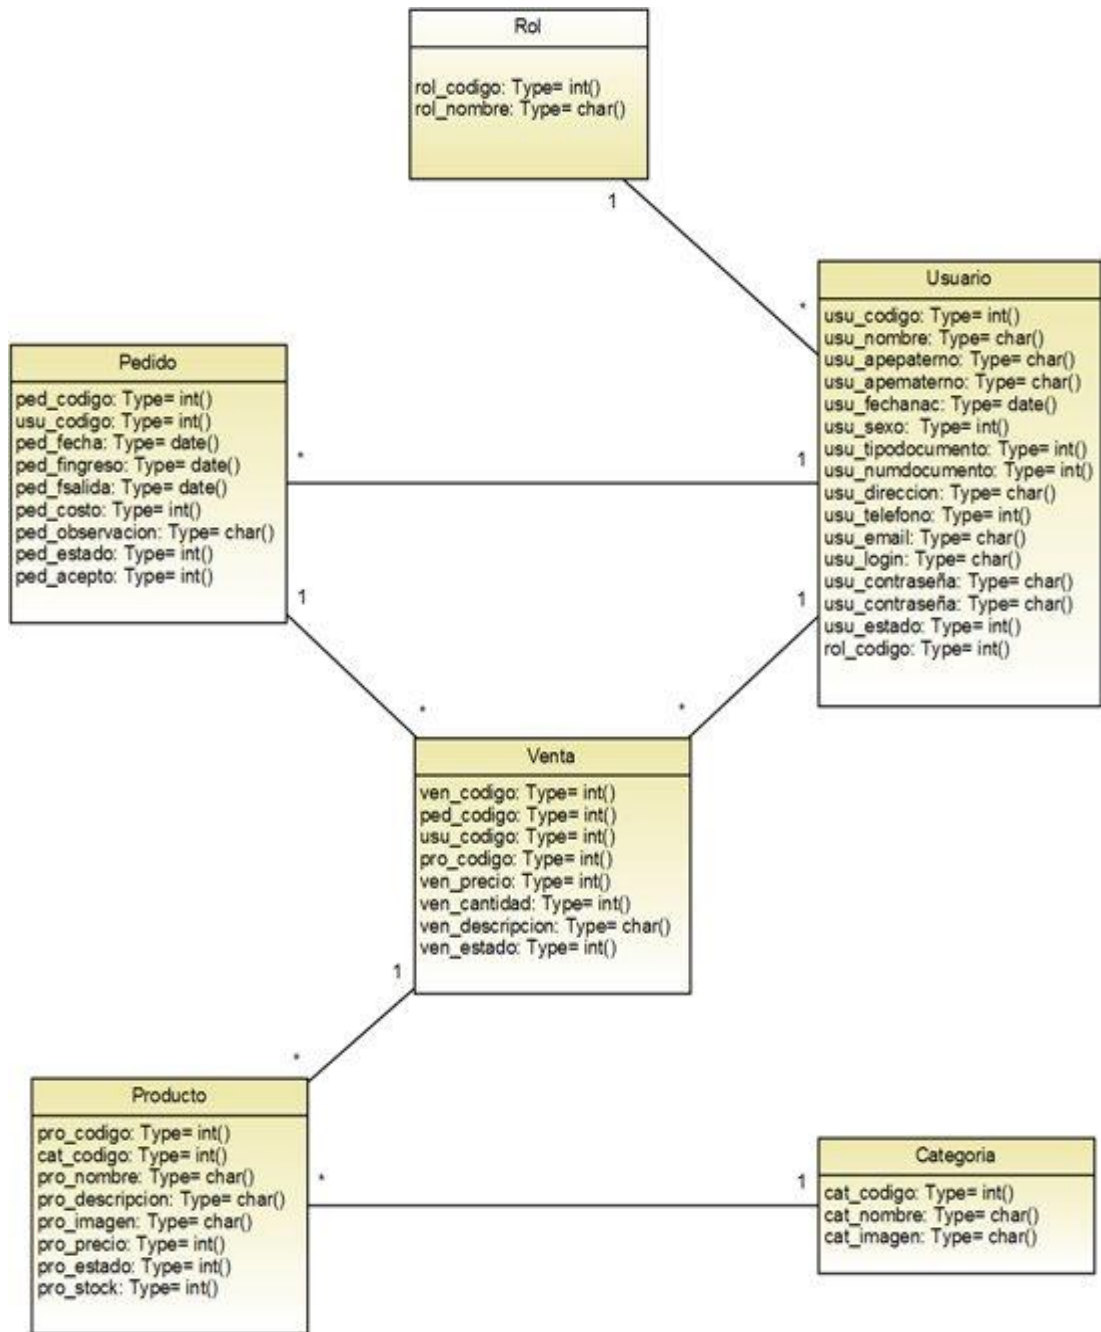 Rol
rol_codigo: Type= int()
rol_nombre: Type= char()
1
*
Usuario
usu_codigo: Type= int()
usu_nombre: Type= char()
usu_apepaterno: Type= char()
usu_apematerno: Type= char()
usu_fechanac: Type= date()
usu_sexo: Type= int()
usu_tipodocumento: Type= int()
usu_numdocumento: Type= int()
usu_direccion: Type= char()
usu_telefono: Type= int()
usu_email: Type= char()
usu_login: Type= char()
usu_contraseña: Type= char()
usu_contraseña: Type= char()
usu_estado: Type= int()
rol_codigo: Type= int()
Pedido
ped_codigo: Type= int()
usu_codigo: Type= int()
ped_fecha: Type= date()
ped_fingreso: Type= date()
ped_fsalida: Type= date()
ped_costo: Type= int()
ped_observacion: Type= char()
ped_estado: Type= int()
ped_acepto: Type= int()
*
1
1
1
*
*
Venta
ven_codigo: Type= int()
ped_codigo: Type= int()
usu_codigo: Type= int()
pro_codigo: Type= int()
ven_precio: Type= int()
ven_cantidad: Type= int()
ven_descripcion: Type= char()
ven_estado: Type= int()
1
*
Producto
pro_codigo: Type= int()
cat_codigo: Type= int()
pro_nombre: Type= char()
pro_descripcion: Type= char()
pro_imagen: Type= char()
pro_precio: Type= int()
pro_estado: Type= int()
pro_stock: Type= int()
*
1
Categoria
cat_codigo: Type= int()
cat_nombre: Type= char()
cat_imagen: Type= char()